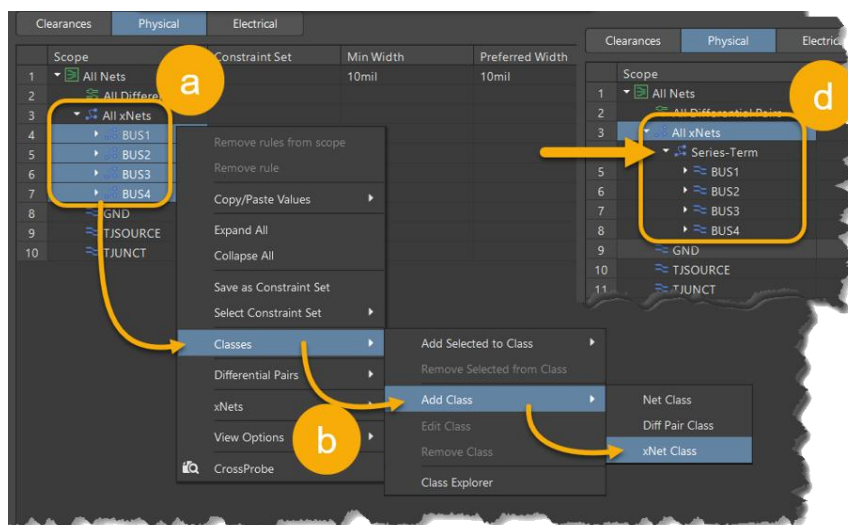 Clearances Physical Electrical
Scope Constraint Set Min Width Preferred Width
1 All Nets 10mil 10mil
2 All Differe
3 All xNets
4 BUS1
5 BUS2
6 BUS3
7 BUS4
8 GND
9 TJSOURCE
10 TJUNCT
a
Remove rules from scope
Remove rule
Copy/Paste Values
Expand All
Collapse All
Save as Constraint Set
Select Constraint Set
Classes
Differential Pairs
xNets
View Options
CrossProbe
b
Add Selected to Class
Remove Selected from Class
Add Class
Edit Class
Remove Class
Class Explorer
Net Class
Diff Pair Class
xNet Class
Clearances Physical Electric
Scope
1 All Nets
2 All Differential Pairs
3 All xNets
Series-Term
5 BUS1
6 BUS2
7 BUS3
8 BUS4
9 GND
10 TJSOURCE
11 TJUNCT
d